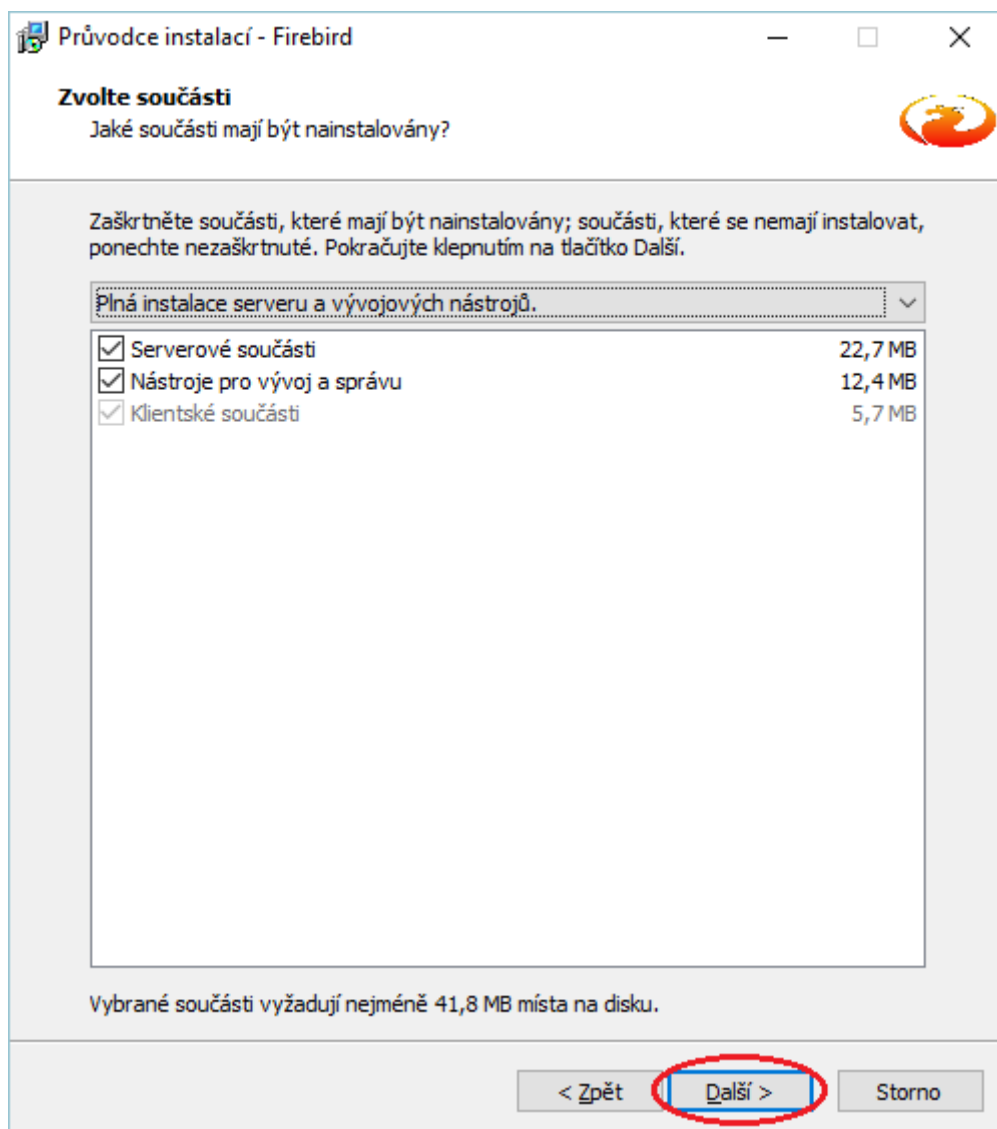 Průvodce instalací - Firebird
Zvolte součásti
Jaké součásti mají být nainstalovány?
Zaškrtněte součásti, které mají být nainstalovány; součásti, které se nemají instalovat,
ponechte nezaškrtnuté. Pokračujte klepnutím na tlačítko Další.
Plná instalace serveru a vývojových nástrojů.
Serverové součásti 22,7 MB
Nástroje pro vývoj a správu 12,4 MB
Klientské součásti 5,7 MB
Vybrané součásti vyžadují nejméně 41,8 MB místa na disku.
< Zpět Další > Storno